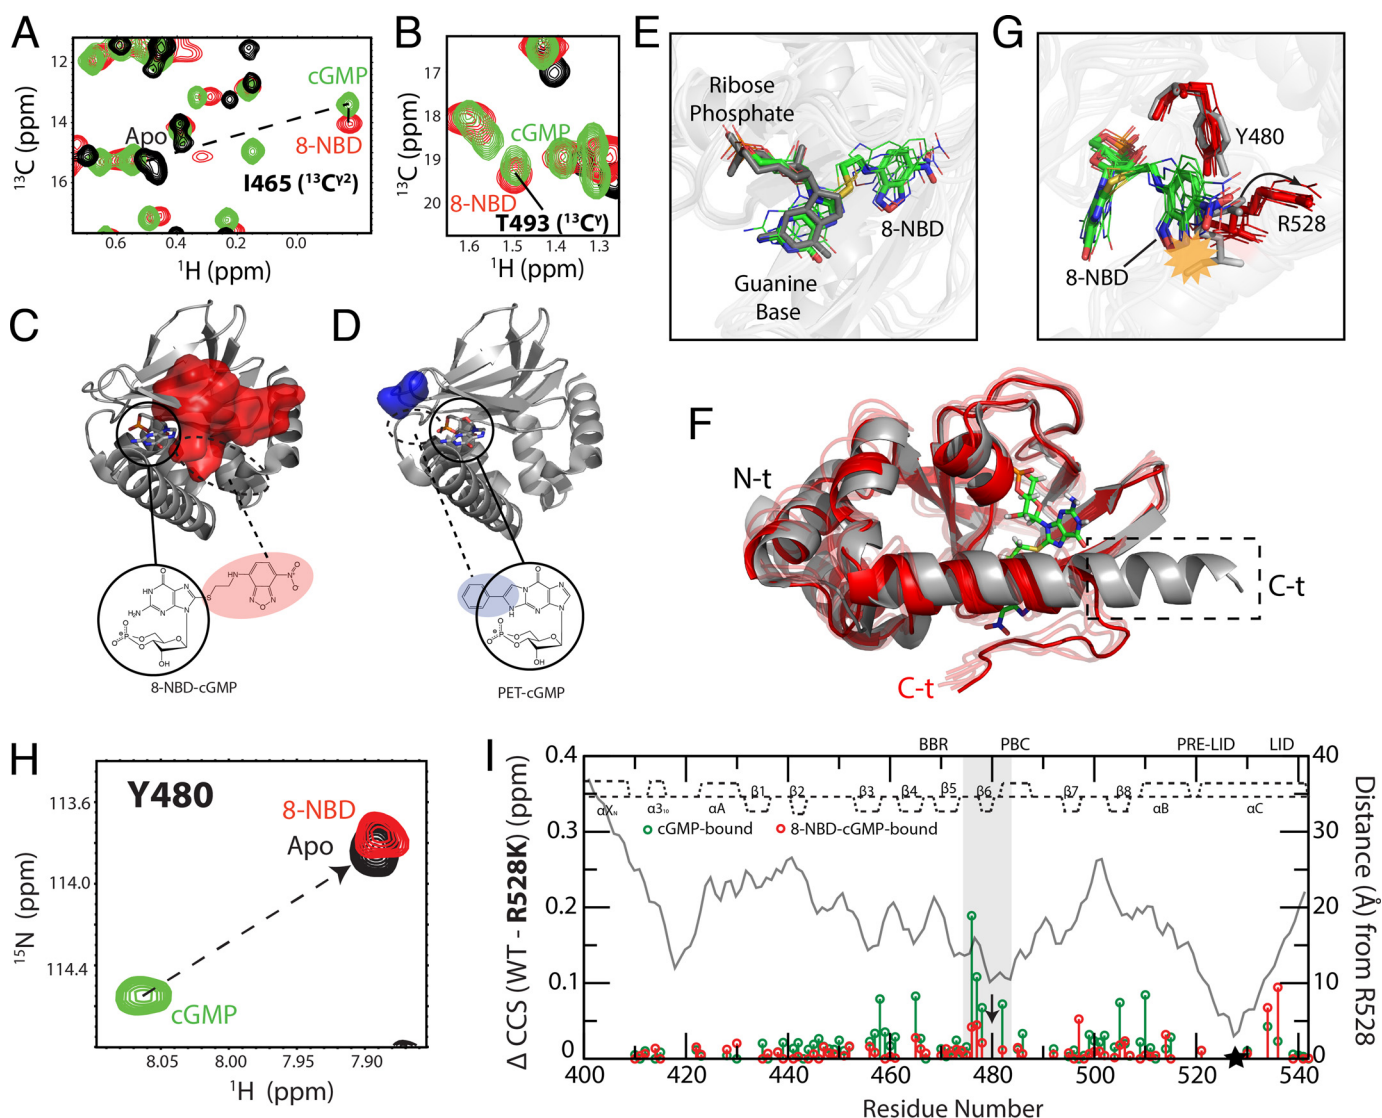 A
12
14
16
¹³C (ppm)
cGMP
Apo
8-NBD
I465 (¹³Cγ²)
0.6
0.4
0.2
0.0
¹H (ppm)
B
17
18
19
20
¹³C (ppm)
cGMP
8-NBD
T493 (¹³Cγ)
1.6
1.5
1.4
1.3
¹H (ppm)
E
Ribose
Phosphate
8-NBD
Guanine
Base
G
Y480
R528
8-NBD
C
O
HN
N
N
H₂N
N
N
S
HN
N
O
N
N
O
O
O
P
O
O
O
OH
8-NBD-cGMP
D
O
N
N
N
H
N
N
O
O
P
O
O
O
OH
PET-cGMP
F
N-t
C-t
C-t
H
Y480
8-NBD
Apo
cGMP
113.6
114.0
114.4
¹⁵N (ppm)
8.05
8.00
7.95
7.90
¹H (ppm)
I
BBR
PBC
PRE-LID
LID
αXN
α3₁₀
αA
β1
β2
β3
β4
β5
β6
β7
β8
αB
αC
cGMP-bound
8-NBD-cGMP-bound
0.4
0.3
0.2
0.1
0
Δ CCS (WT - R528K) (ppm)
40
30
20
10
0
Distance (Å) from R528
400
420
440
460
480
500
520
540
Residue Number